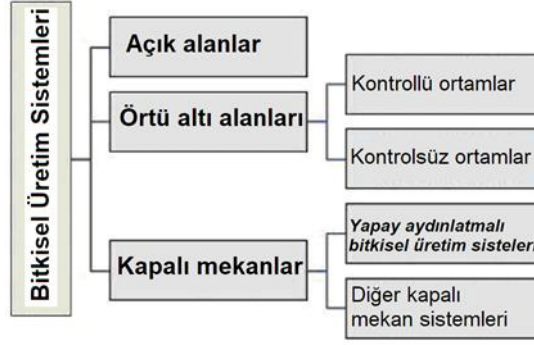 Bitkisel Üretim Sistemleri
Açık alanlar
Örtü altı alanları
Kontrollü ortamlar
Kontrolsüz ortamlar
Kapalı mekanlar
Yapay aydınlatmalı
bitkisel üretim sisteleri
Diğer kapalı
mekan sistemleri